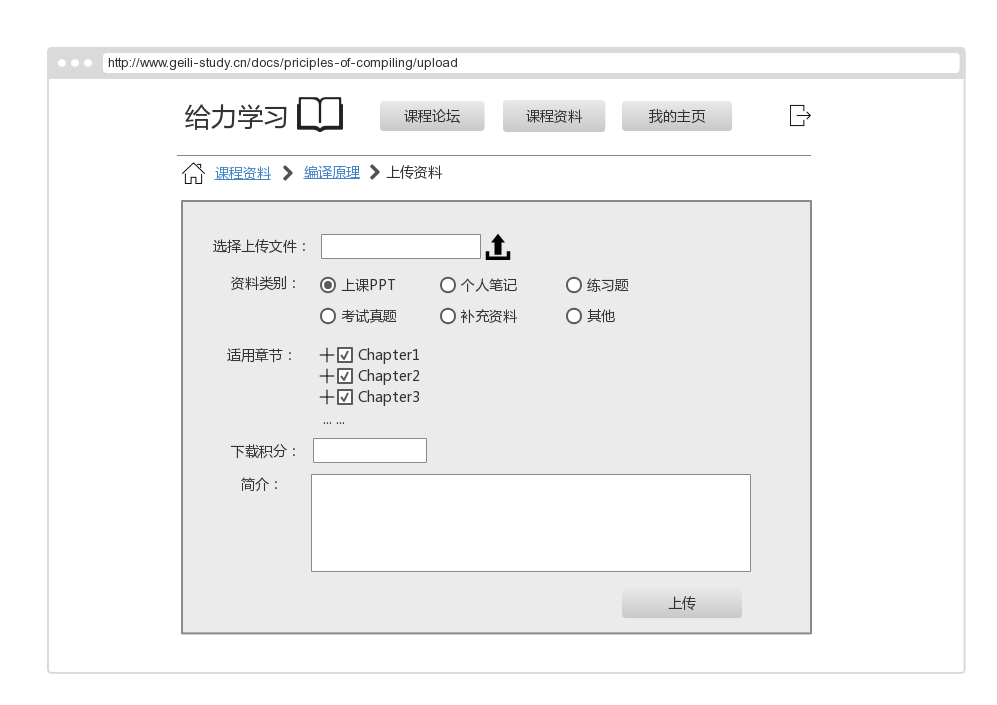 http://www.geili-study.cn/docs/priciples-of-compiling/upload
给力学习 课程论坛 课程资料 我的主页
课程资料 编译原理 上传资料
选择上传文件：
资料类别： 上课PPT 个人笔记 练习题
考试真题 补充资料 其他
适用章节： Chapter1
Chapter2
Chapter3
... ...
下载积分：
简介：
上传